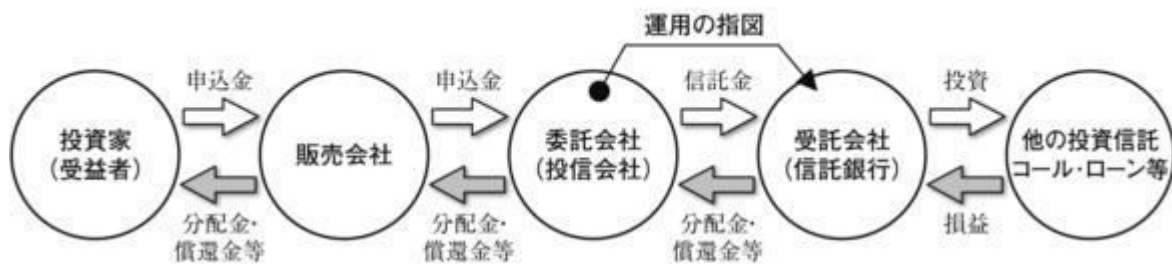 運用の指図
申込金
申込金
信託金
投資
投資家
(受益者)
販売会社
委託会社
(投信会社)
受託会社
(信託銀行)
他の投資信託
コール・ローン等
分配金・
償還金等
分配金・
償還金等
分配金・
償還金等
損益